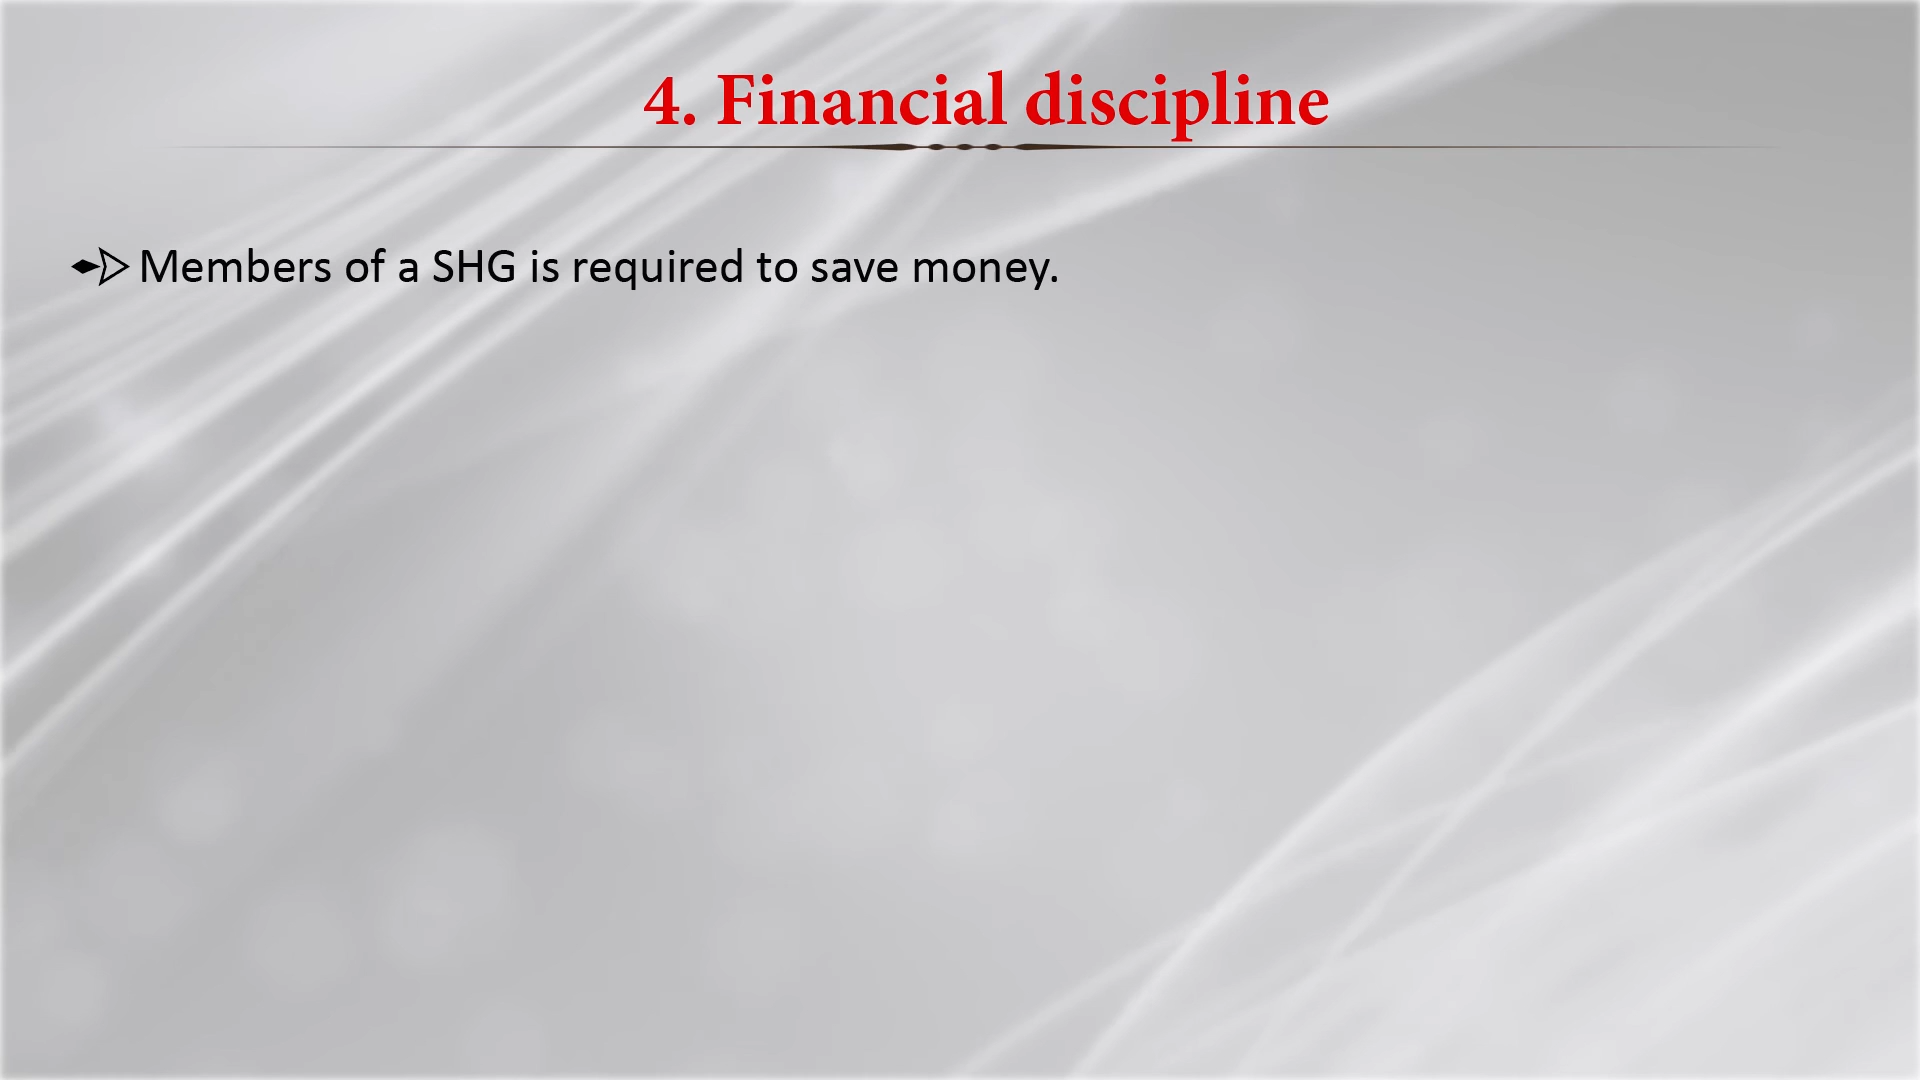 4. Financial discipline
Members of a SHG is required to save money.